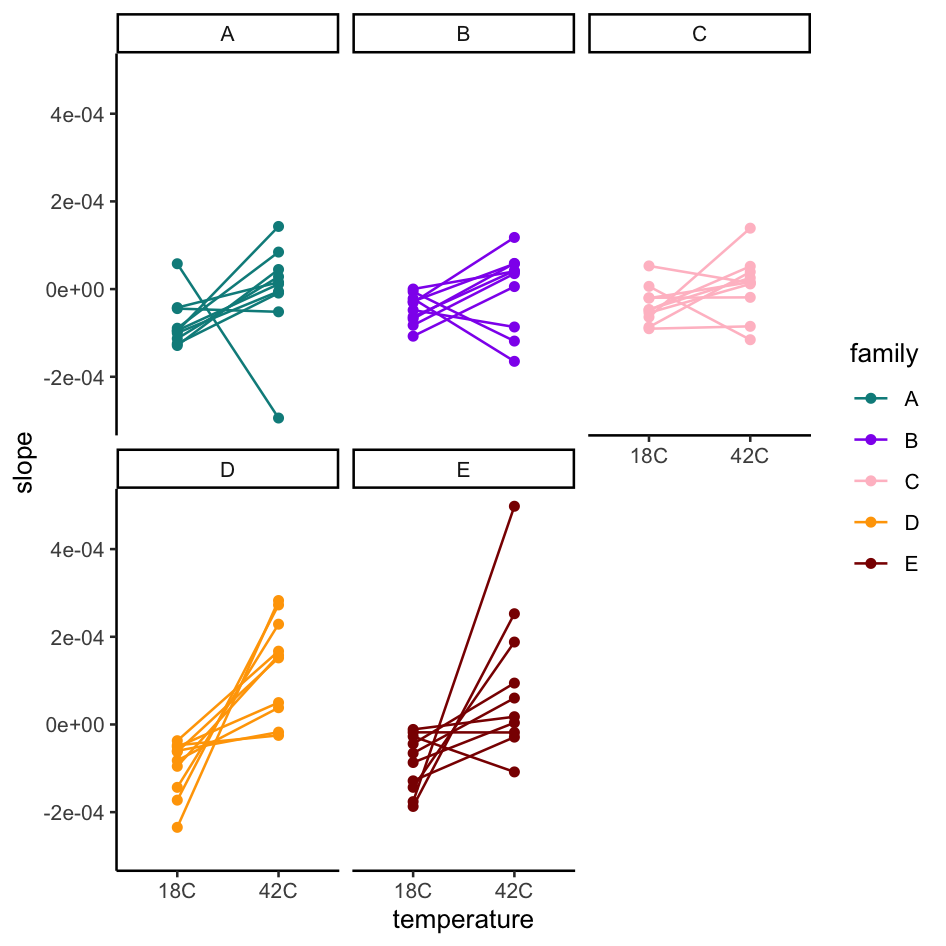 A
B
C
4e-04
2e-04
0e+00
-2e-04
18C 42C
D
E
4e-04
2e-04
0e+00
-2e-04
18C 42C
18C 42C
temperature
slope
family
A
B
C
D
E